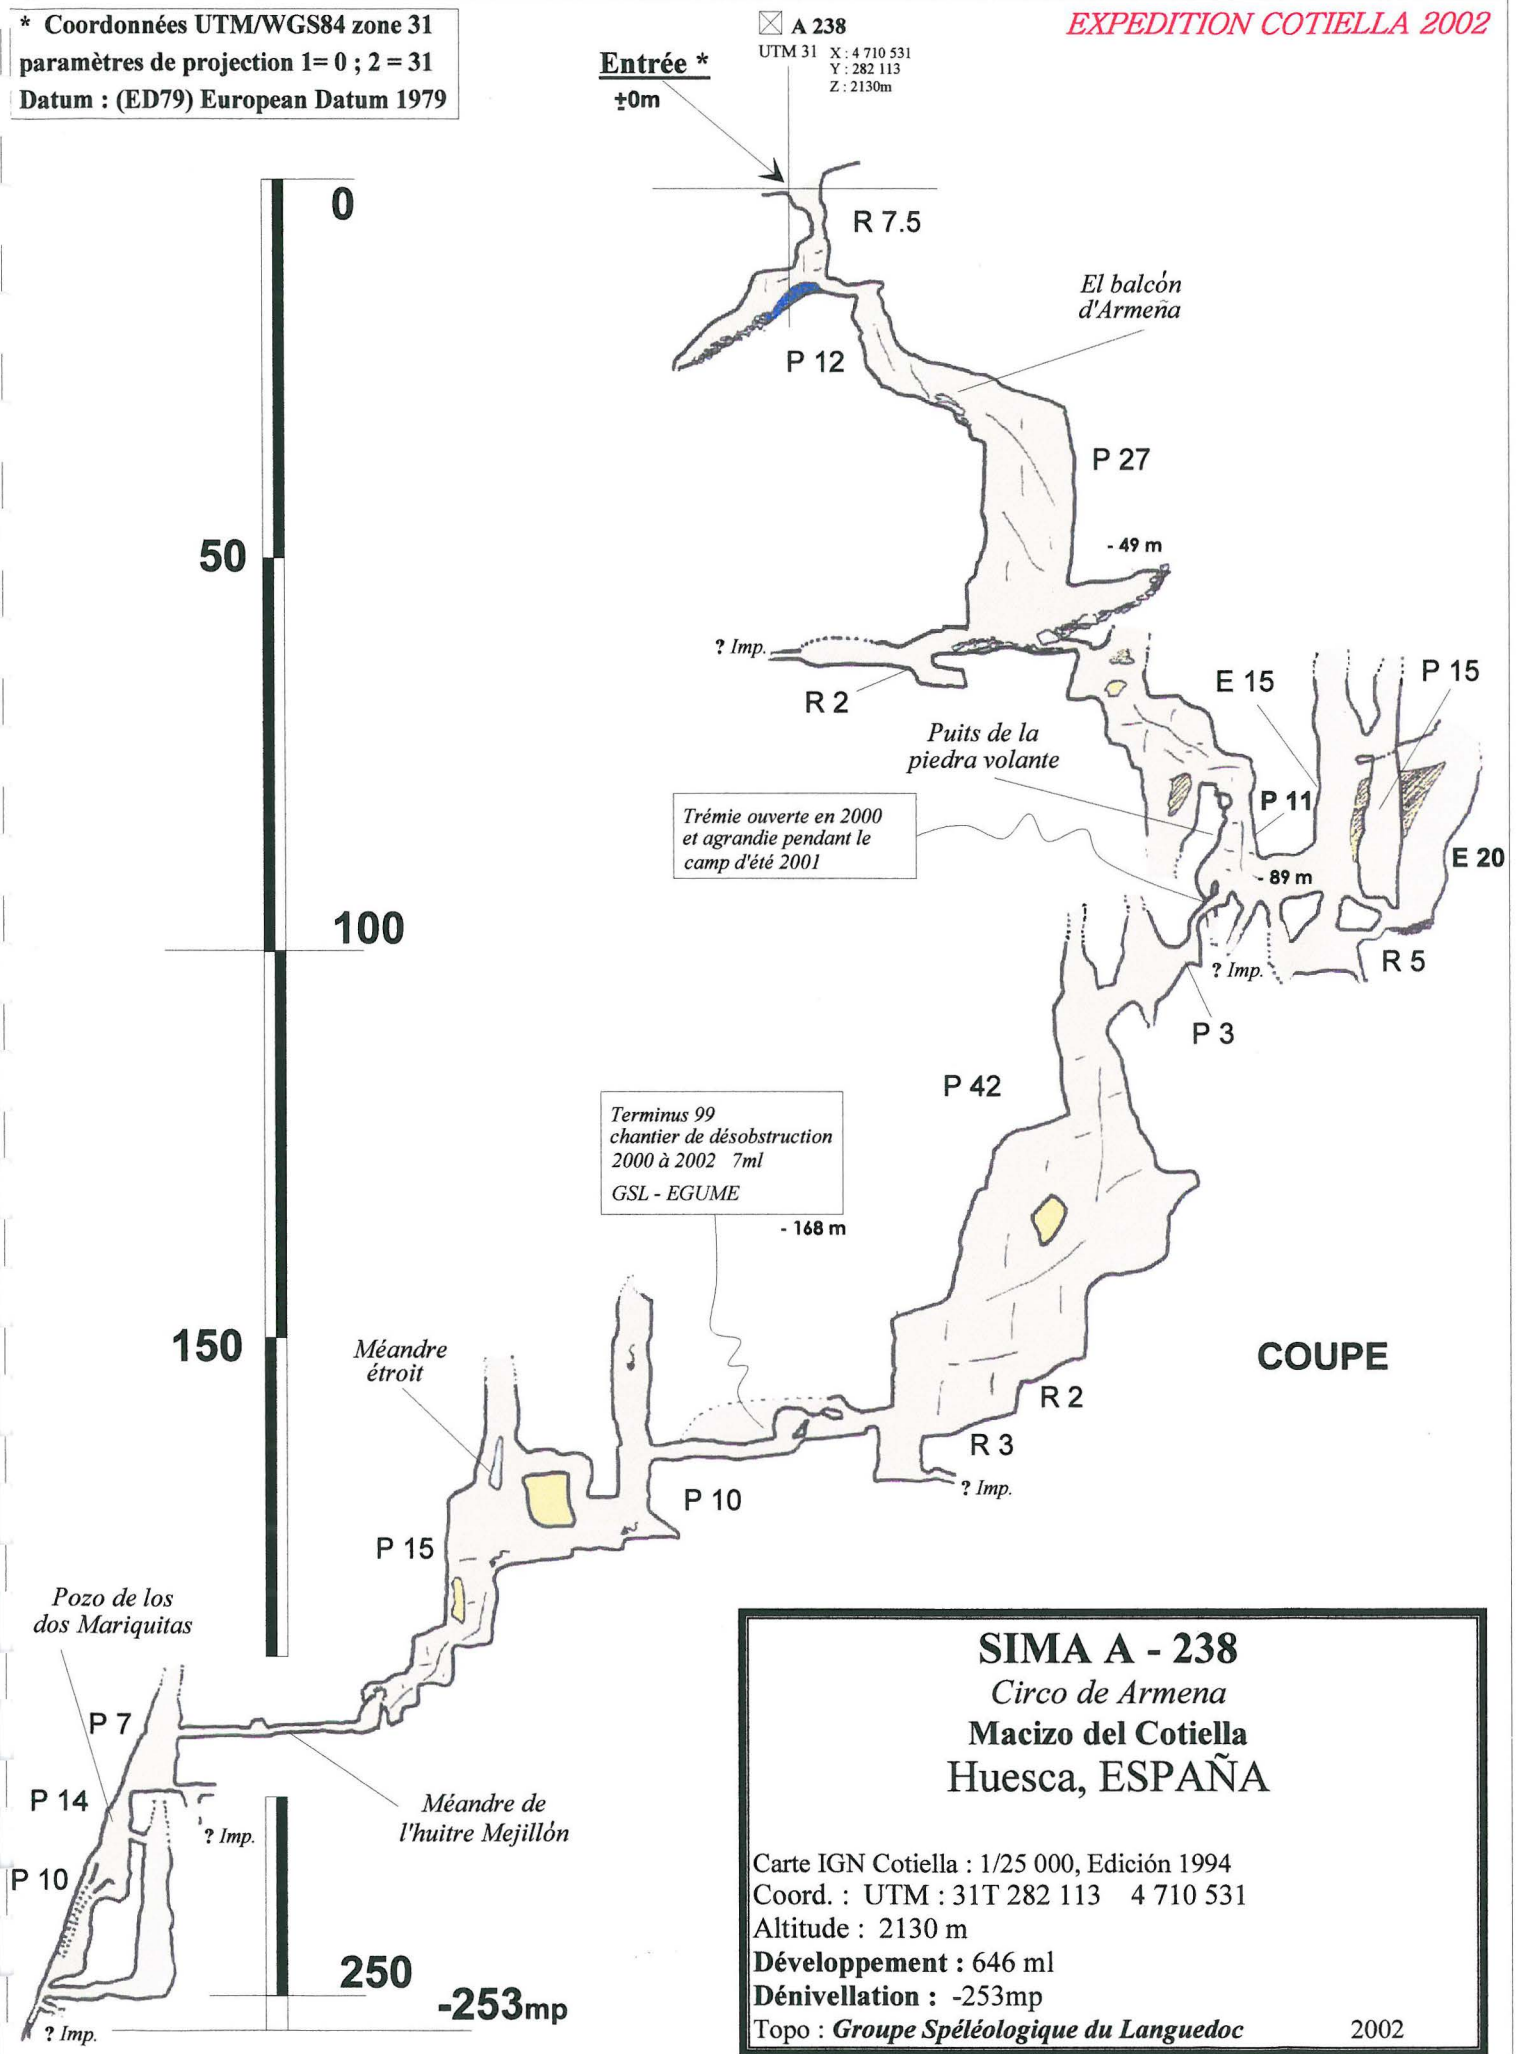 * Coordonnées UTM/WGS84 zone 31
paramètres de projection 1= 0 ; 2 = 31
Datum : (ED79) European Datum 1979
A 238
UTM 31 X : 4 710 531
Y : 282 113
Z : 2130m
EXPEDITION COTIELLA 2002
Entrée *
±0m
0
R 7.5
El balcón
d'Armeña
P 12
P 27
50
- 49 m
? Imp.
R 2
E 15
P 15
Puits de la
piedra volante
P 11
Trémie ouverte en 2000
et agrandie pendant le
camp d'été 2001
E 20
- 89 m
100
? Imp.
R 5
P 3
P 42
Terminus 99
chantier de désobstruction
2000 à 2002 7ml
GSL - EGUME
- 168 m
150
Méandre
étroit
COUPE
R 2
R 3
? Imp.
P 10
P 15
Pozo de los
dos Mariquitas
P 7
P 14
Méandre de
l'huitre Mejillón
? Imp.
P 10
250
-253mp
? Imp.
SIMA A - 238
Circo de Armena
Macizo del Cotiella
Huesca, ESPAÑA
Carte IGN Cotiella : 1/25 000, Edición 1994
Coord. : UTM : 31T 282 113 4 710 531
Altitude : 2130 m
Développement : 646 ml
Dénivellation : -253mp
Topo : Groupe Spéléologique du Languedoc 2002